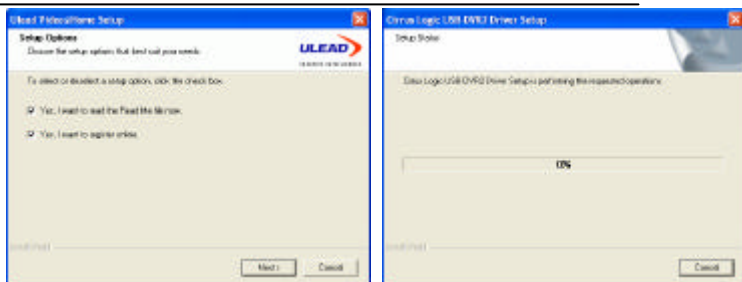 Ulead Video@Home Setup
Setup Options
Choose the setup options that best suit your needs.
ULEAD
To select or deselect a setup option, click the check box.
Yes, I want to read the Read Me file now.
Yes, I want to register online.
Next >
Cancel
Cirrus Logic USB DVR2 Driver Setup
Setup Status
Cirrus Logic USB DVR2 Driver Setup is performing the requested operations.
0%
Cancel